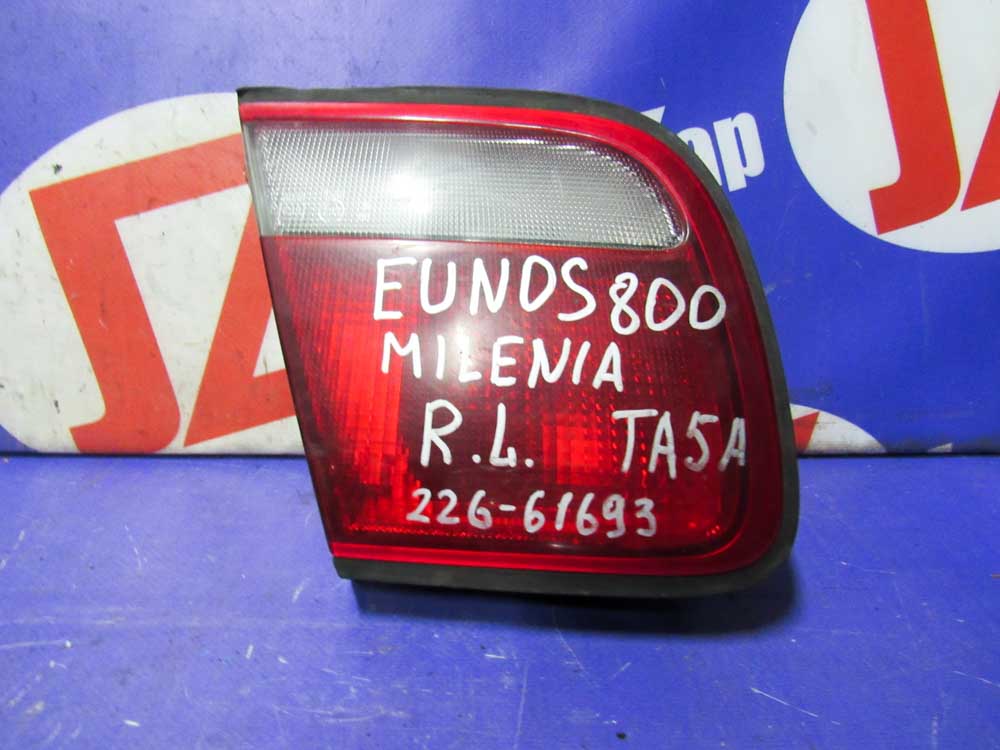 EUNOS 800
MILENIA
R.L. TA5A
226-61693